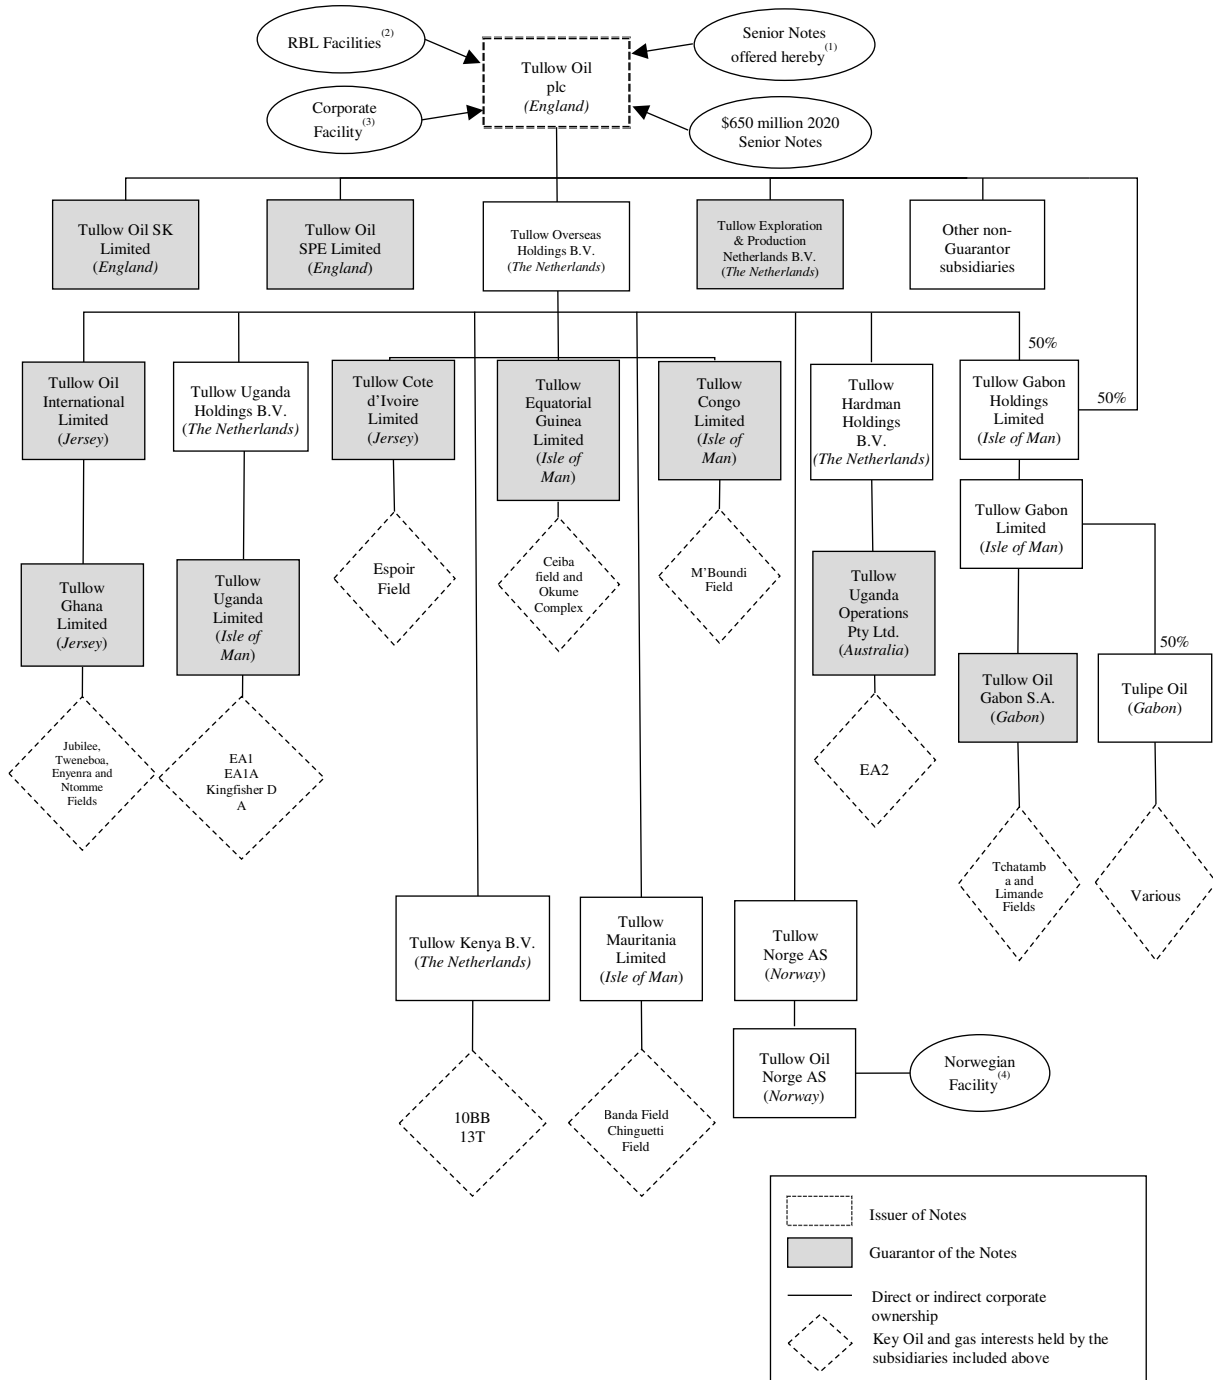 RBL Facilities(2)
Senior Notes
offered hereby(1)
Tullow Oil
plc
(England)
Corporate
Facility(3)
$650 million 2020
Senior Notes
Tullow Oil SK
Limited
(England)
Tullow Oil
SPE Limited
(England)
Tullow Overseas
Holdings B.V.
(The Netherlands)
Tullow Exploration
& Production
Netherlands B.V.
(The Netherlands)
Other non-
Guarantor
subsidiaries
50%
50%
Tullow Oil
International
Limited
(Jersey)
Tullow Uganda
Holdings B.V.
(The Netherlands)
Tullow Cote
d'Ivoire
Limited
(Jersey)
Tullow
Equatorial
Guinea
Limited
(Isle of
Man)
Tullow
Congo
Limited
(Isle of
Man)
Tullow
Hardman
Holdings
B.V.
(The Netherlands)
Tullow Gabon
Holdings
Limited
(Isle of Man)
Tullow Gabon
Limited
(Isle of Man)
Espoir
Field
Ceiba
field and
Okume
Complex
M'Boundi
Field
Tullow
Ghana
Limited
(Jersey)
Tullow
Uganda
Limited
(Isle of
Man)
Tullow
Uganda
Operations
Pty Ltd.
(Australia)
50%
Tullow Oil
Gabon S.A.
(Gabon)
Tulipe Oil
(Gabon)
Jubilee,
Tweneboa,
Enyenra and
Ntomme
Fields
EA1
EA1A
Kingfisher D
A
EA2
Tchatamb
a and
Limande
Fields
Various
Tullow Kenya B.V.
(The Netherlands)
Tullow
Mauritania
Limited
(Isle of Man)
Tullow
Norge AS
(Norway)
Tullow Oil
Norge AS
(Norway)
Norwegian
Facility(4)
10BB
13T
Banda Field
Chinguetti
Field
Issuer of Notes
Guarantor of the Notes
Direct or indirect corporate
ownership
Key Oil and gas interests held by the
subsidiaries included above